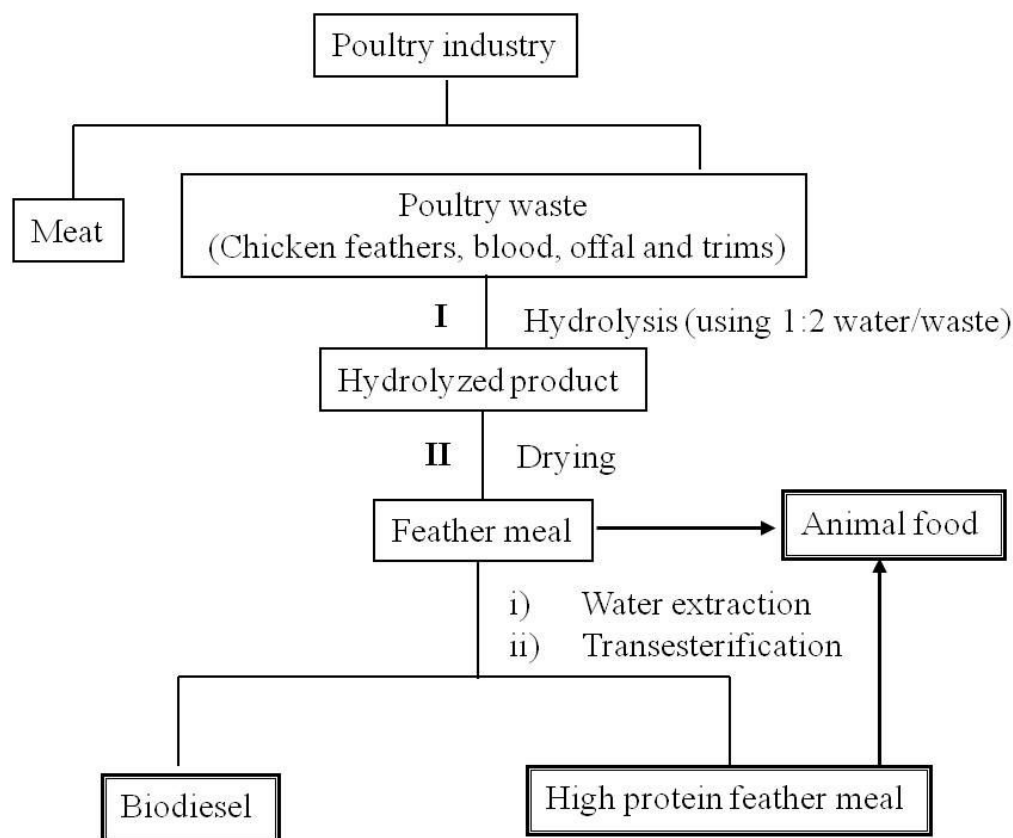 Poultry industry
Meat
Poultry waste
(Chicken feathers, blood, offal and trims)
I Hydrolysis (using 1:2 water/waste)
Hydrolyzed product
II Drying
Feather meal
Animal food
i) Water extraction
ii) Transesterification
Biodiesel
High protein feather meal